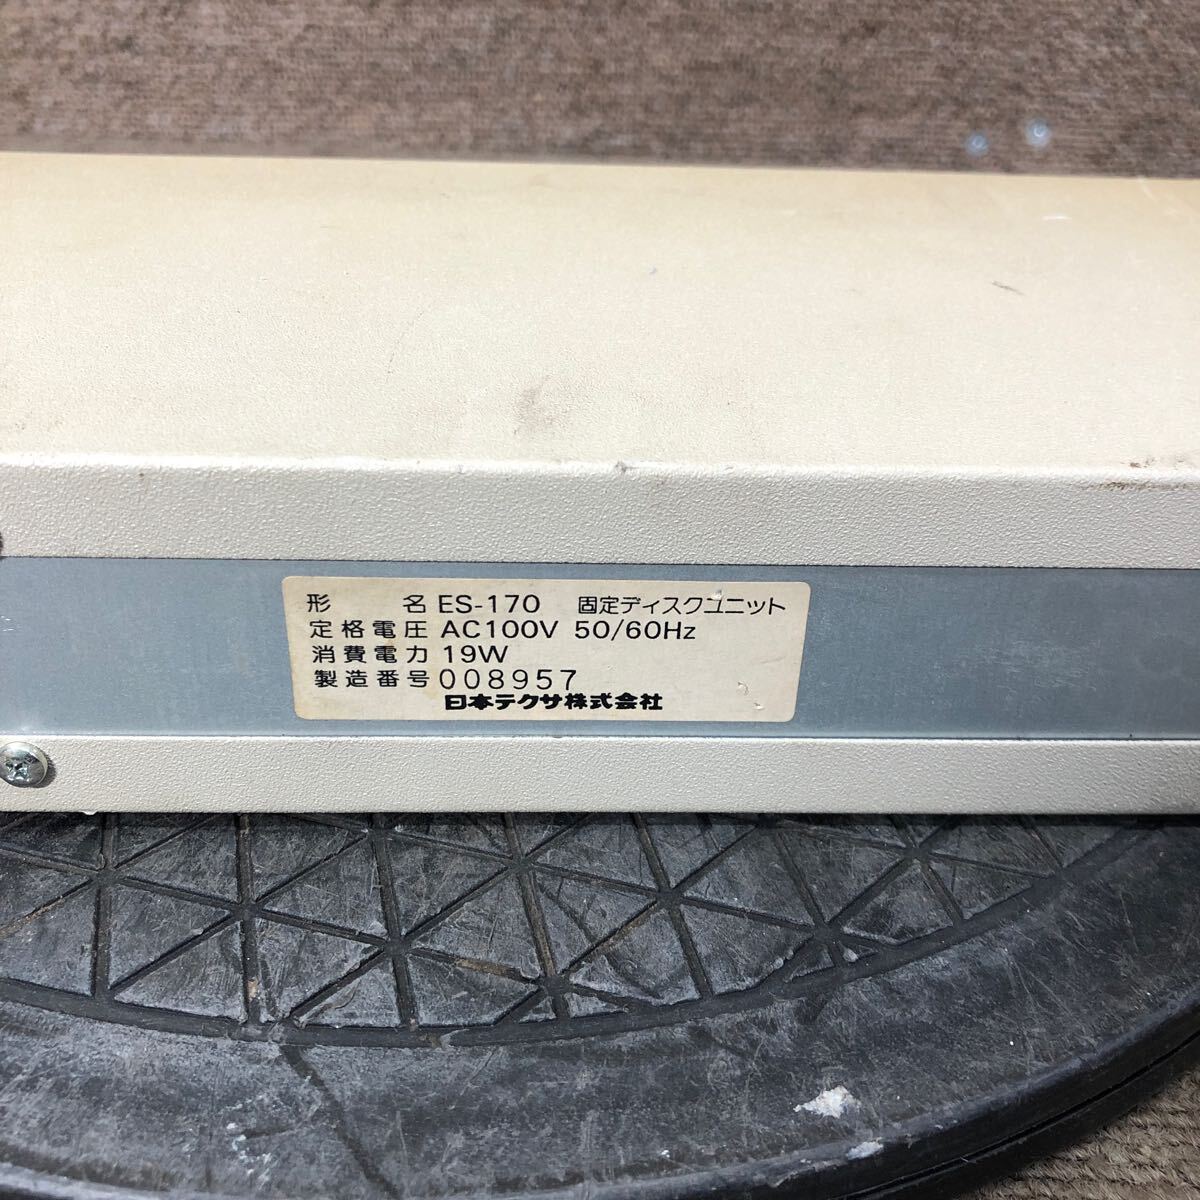 形　　名 ES-170　固定ディスクユニット
定格電圧 AC100V 50/60Hz
消費電力 19W
製造番号 008957
日本テクサ株式会社